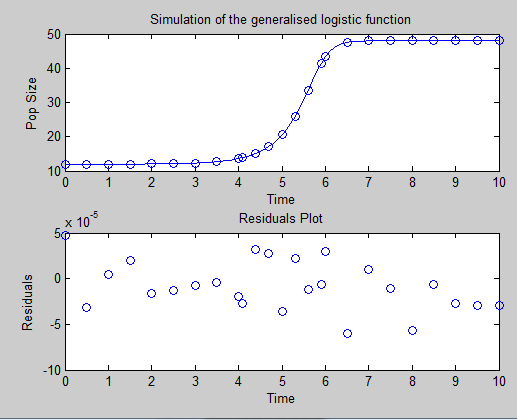 Simulation of the generalised logistic function
50
40
30
20
10
Pop Size
0 1 2 3 4 5 6 7 8 9 10
Time
Residuals Plot
x 10^-5
5
0
-5
-10
Residuals
0 1 2 3 4 5 6 7 8 9 10
Time